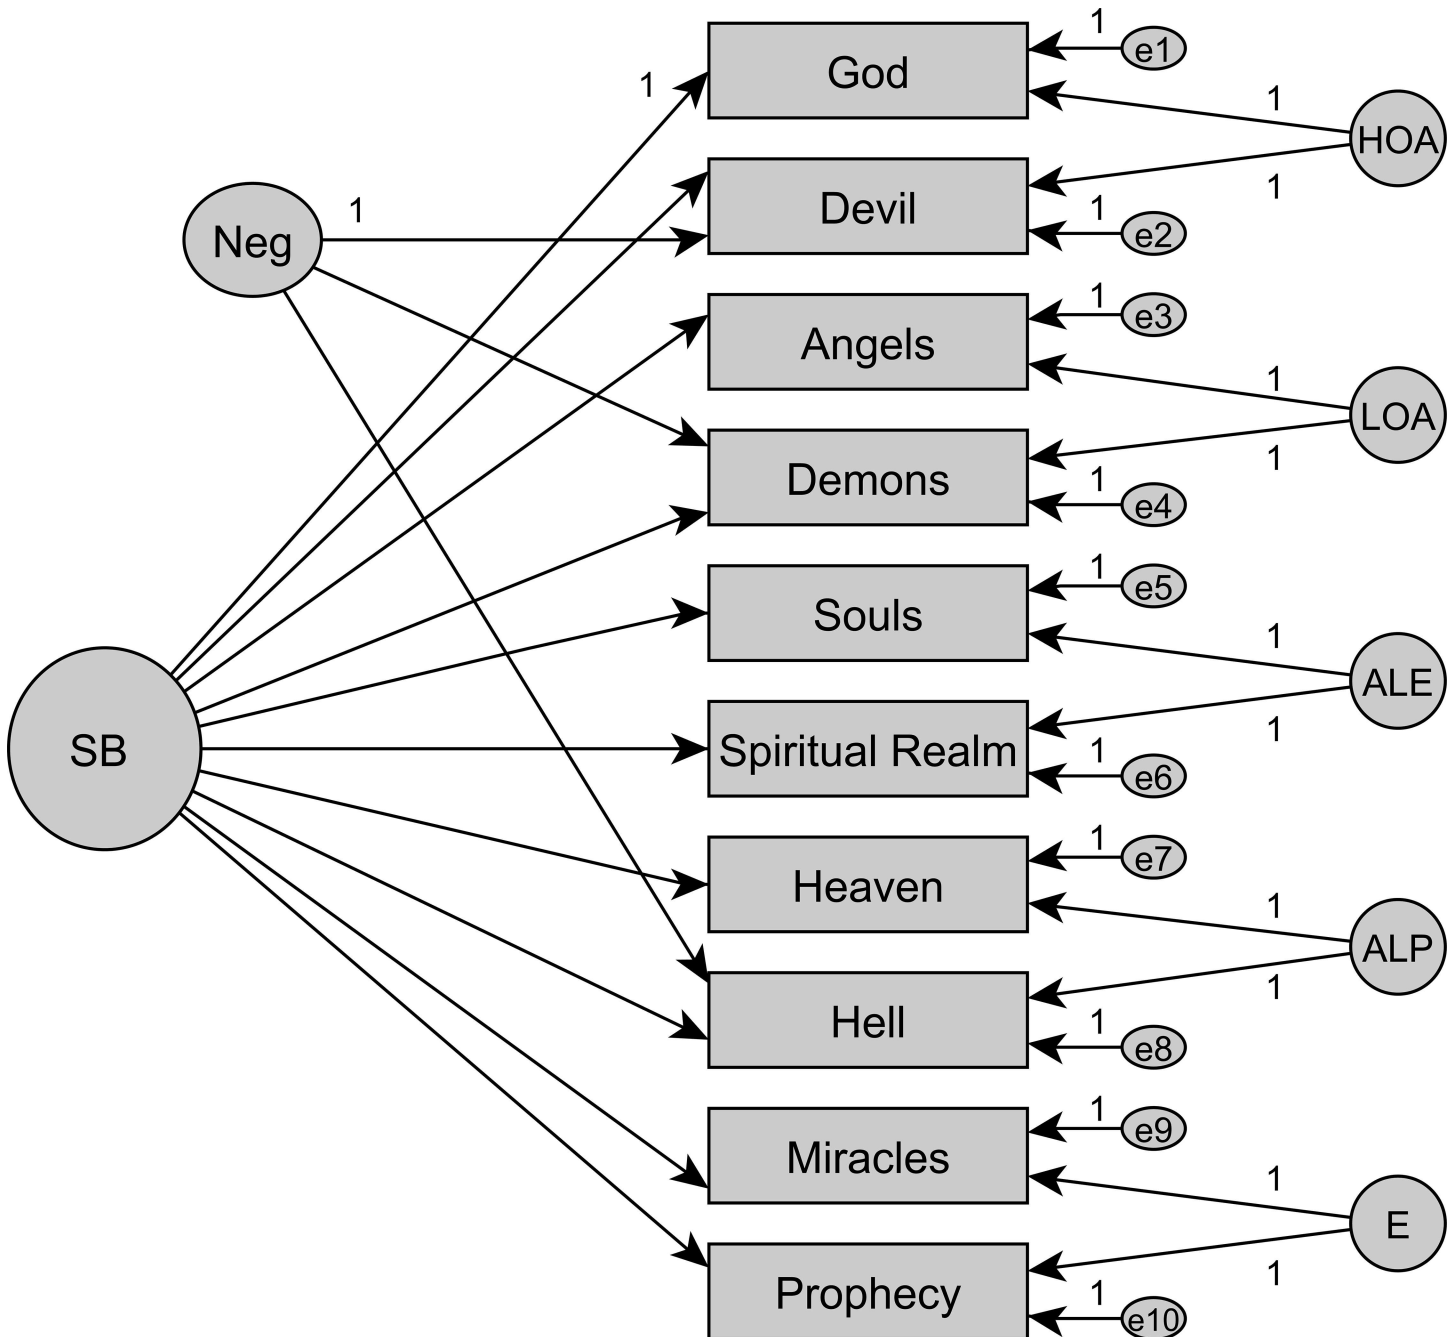 1
e1
God
1
1
HOA
Neg
1
Devil
1
1
e2
1
e3
Angels
1
LOA
Demons
1
1
e4
1
e5
Souls
1
ALE
SB
Spiritual Realm
1
1
e6
1
e7
Heaven
1
ALP
Hell
1
1
e8
1
e9
Miracles
1
E
Prophecy
1
1
e10